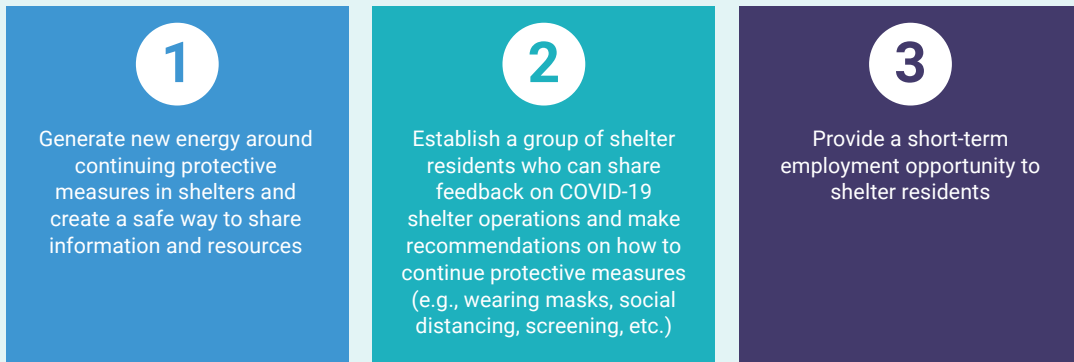 1
Generate new energy around
continuing protective
measures in shelters and
create a safe way to share
information and resources
2
Establish a group of shelter
residents who can share
feedback on COVID-19
shelter operations and make
recommendations on how to
continue protective measures
(e.g., wearing masks, social
distancing, screening, etc.)
3
Provide a short-term
employment opportunity to
shelter residents